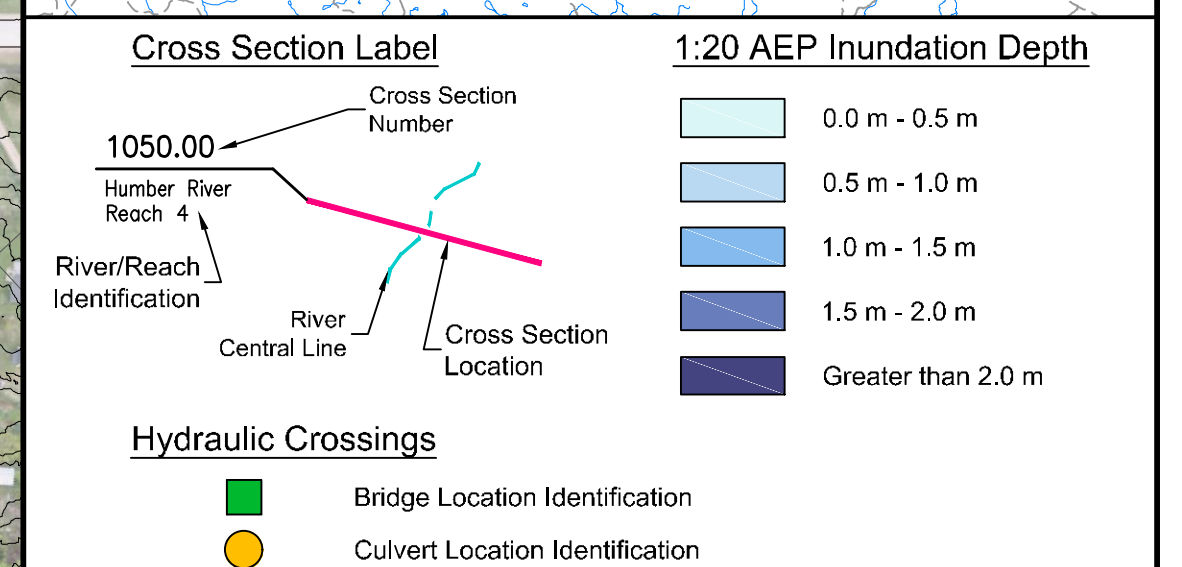 Cross Section Label
Cross Section
Number
1050.00
Humber River
Reach 4
River/Reach
Identification
River
Central Line
Cross Section
Location
1:20 AEP Inundation Depth
0.0 m - 0.5 m
0.5 m - 1.0 m
1.0 m - 1.5 m
1.5 m - 2.0 m
Greater than 2.0 m
Hydraulic Crossings
Bridge Location Identification
Culvert Location Identification